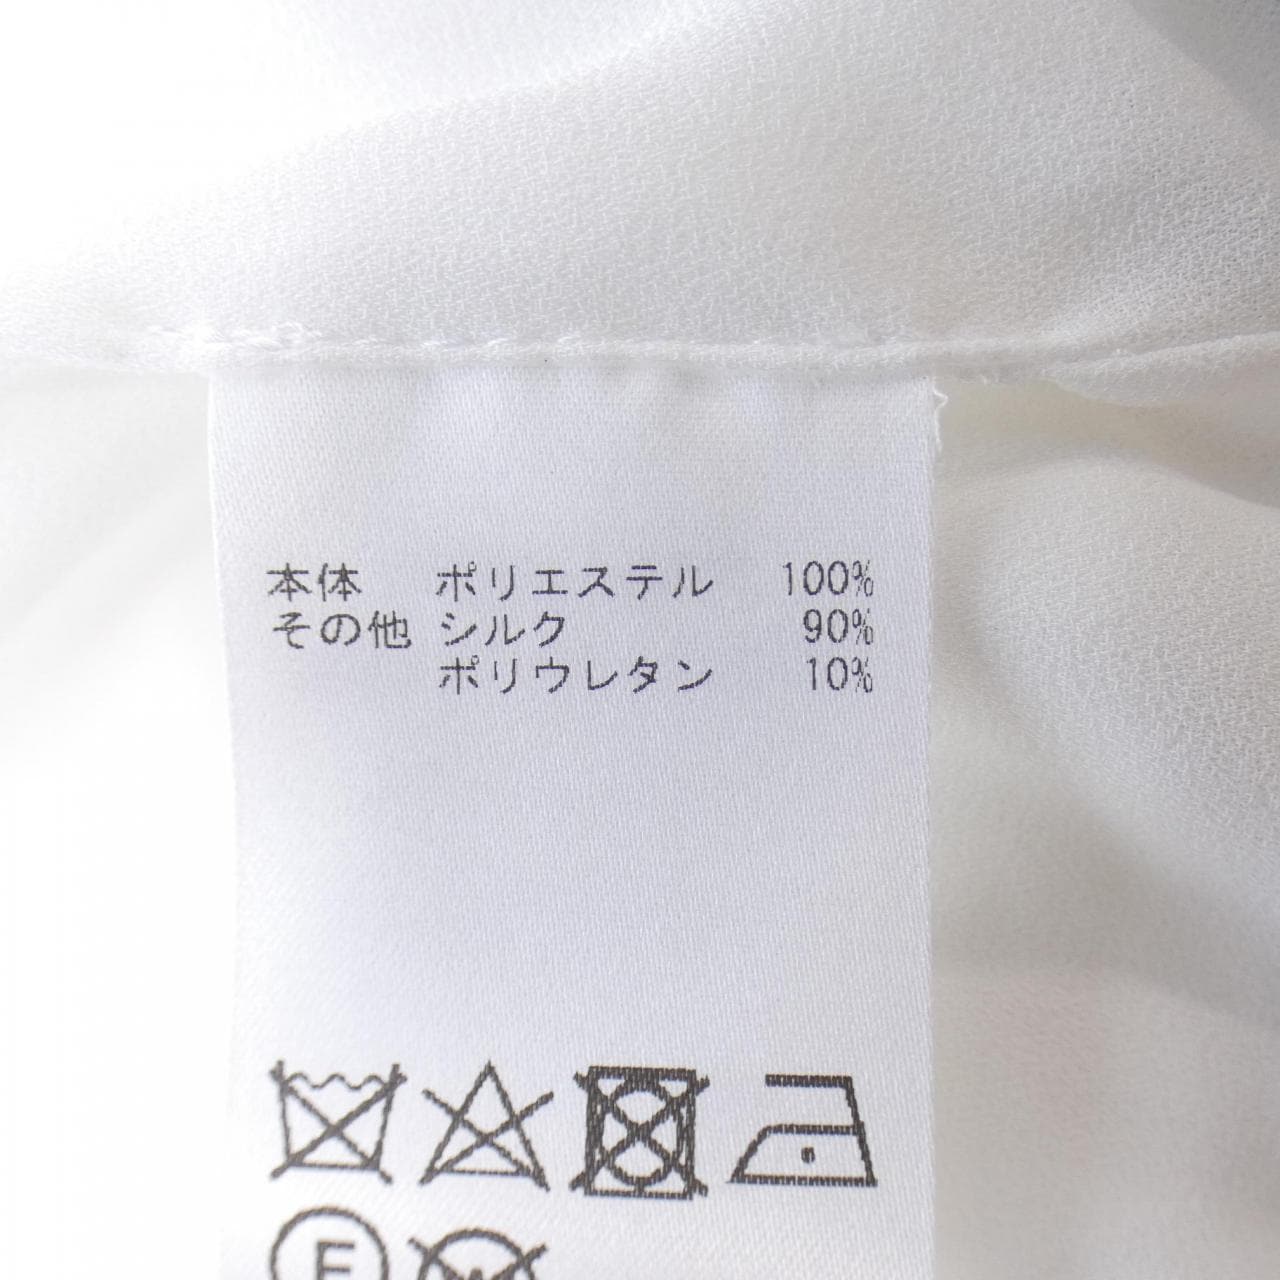 本体 ポリエステル 100%
その他 シルク 90%
ポリウレタン 10%